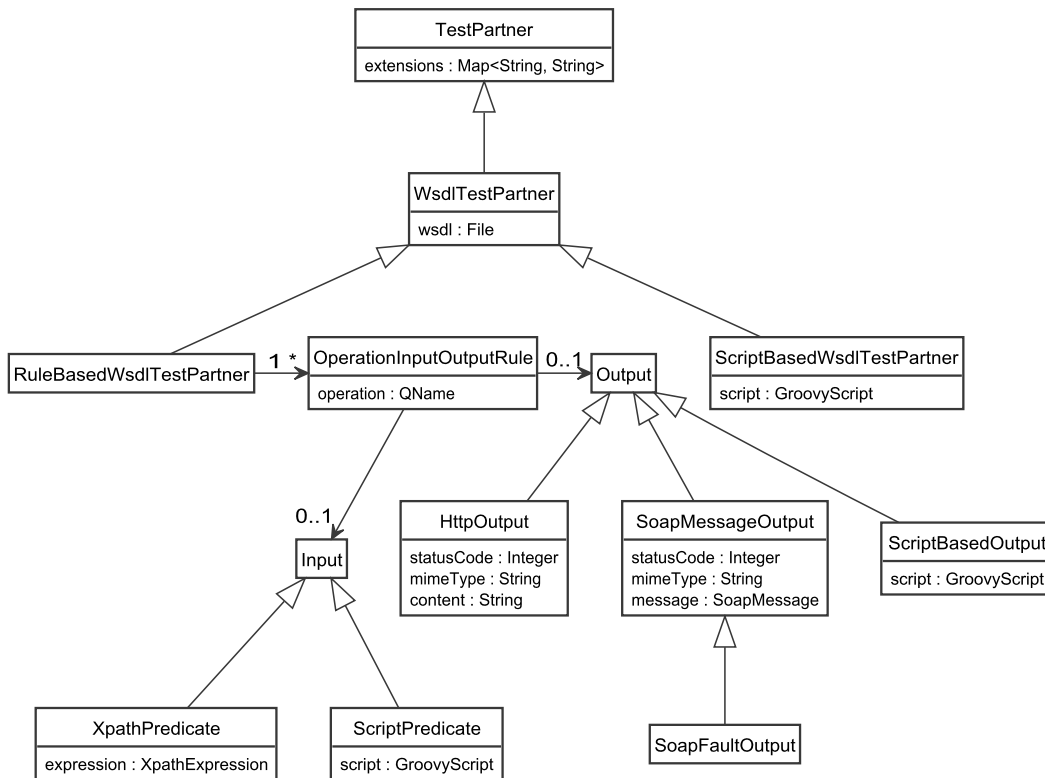 TestPartner
extensions : Map<String, String>
WsdlTestPartner
wsdl : File
RuleBasedWsdlTestPartner
1 *
OperationInputOutputRule
operation : QName
0..1
Output
ScriptBasedWsdlTestPartner
script : GroovyScript
0..1
Input
HttpOutput
statusCode : Integer
mimeType : String
content : String
SoapMessageOutput
statusCode : Integer
mimeType : String
message : SoapMessage
ScriptBasedOutput
script : GroovyScript
XpathPredicate
expression : XpathExpression
ScriptPredicate
script : GroovyScript
SoapFaultOutput